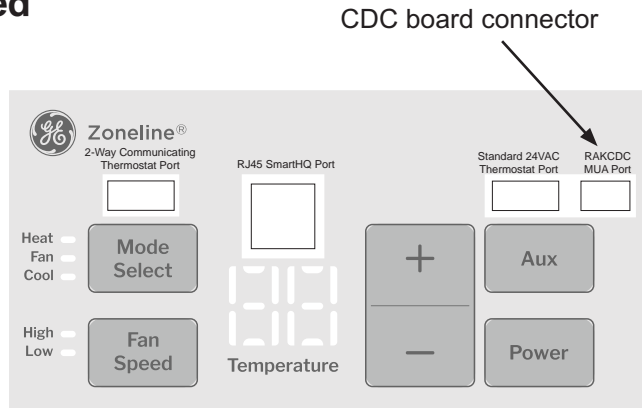 ed
CDC board connector
GE
Zoneline®
2-Way Communicating
Thermostat Port
RJ45 SmartHQ Port
Standard 24VAC
Thermostat Port
RAKCDC
MUA Port
Heat
Fan
Cool
Mode
Select
High
Low
Fan
Speed
Temperature
+
−
Aux
Power